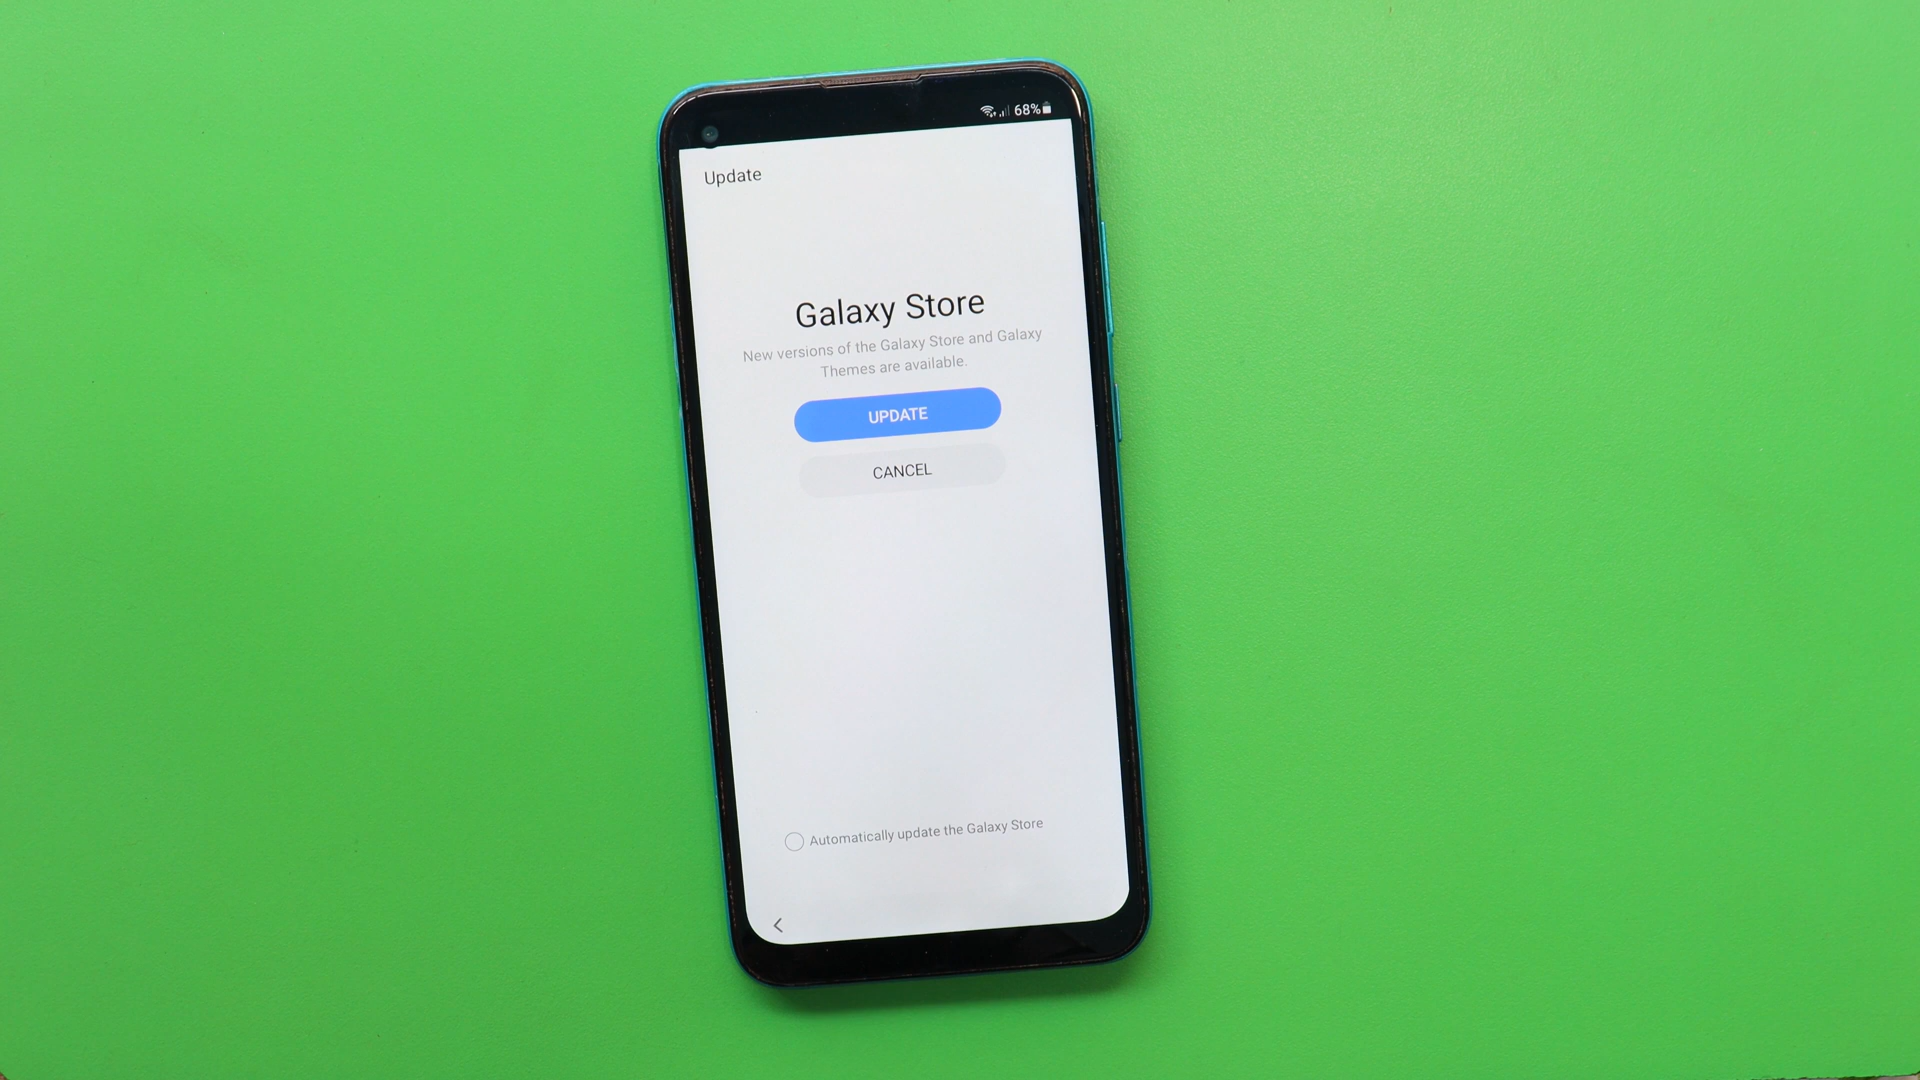 68%
Update
Galaxy Store
New versions of the Galaxy Store and Galaxy
Themes are available.
UPDATE
CANCEL
Automatically update the Galaxy Store